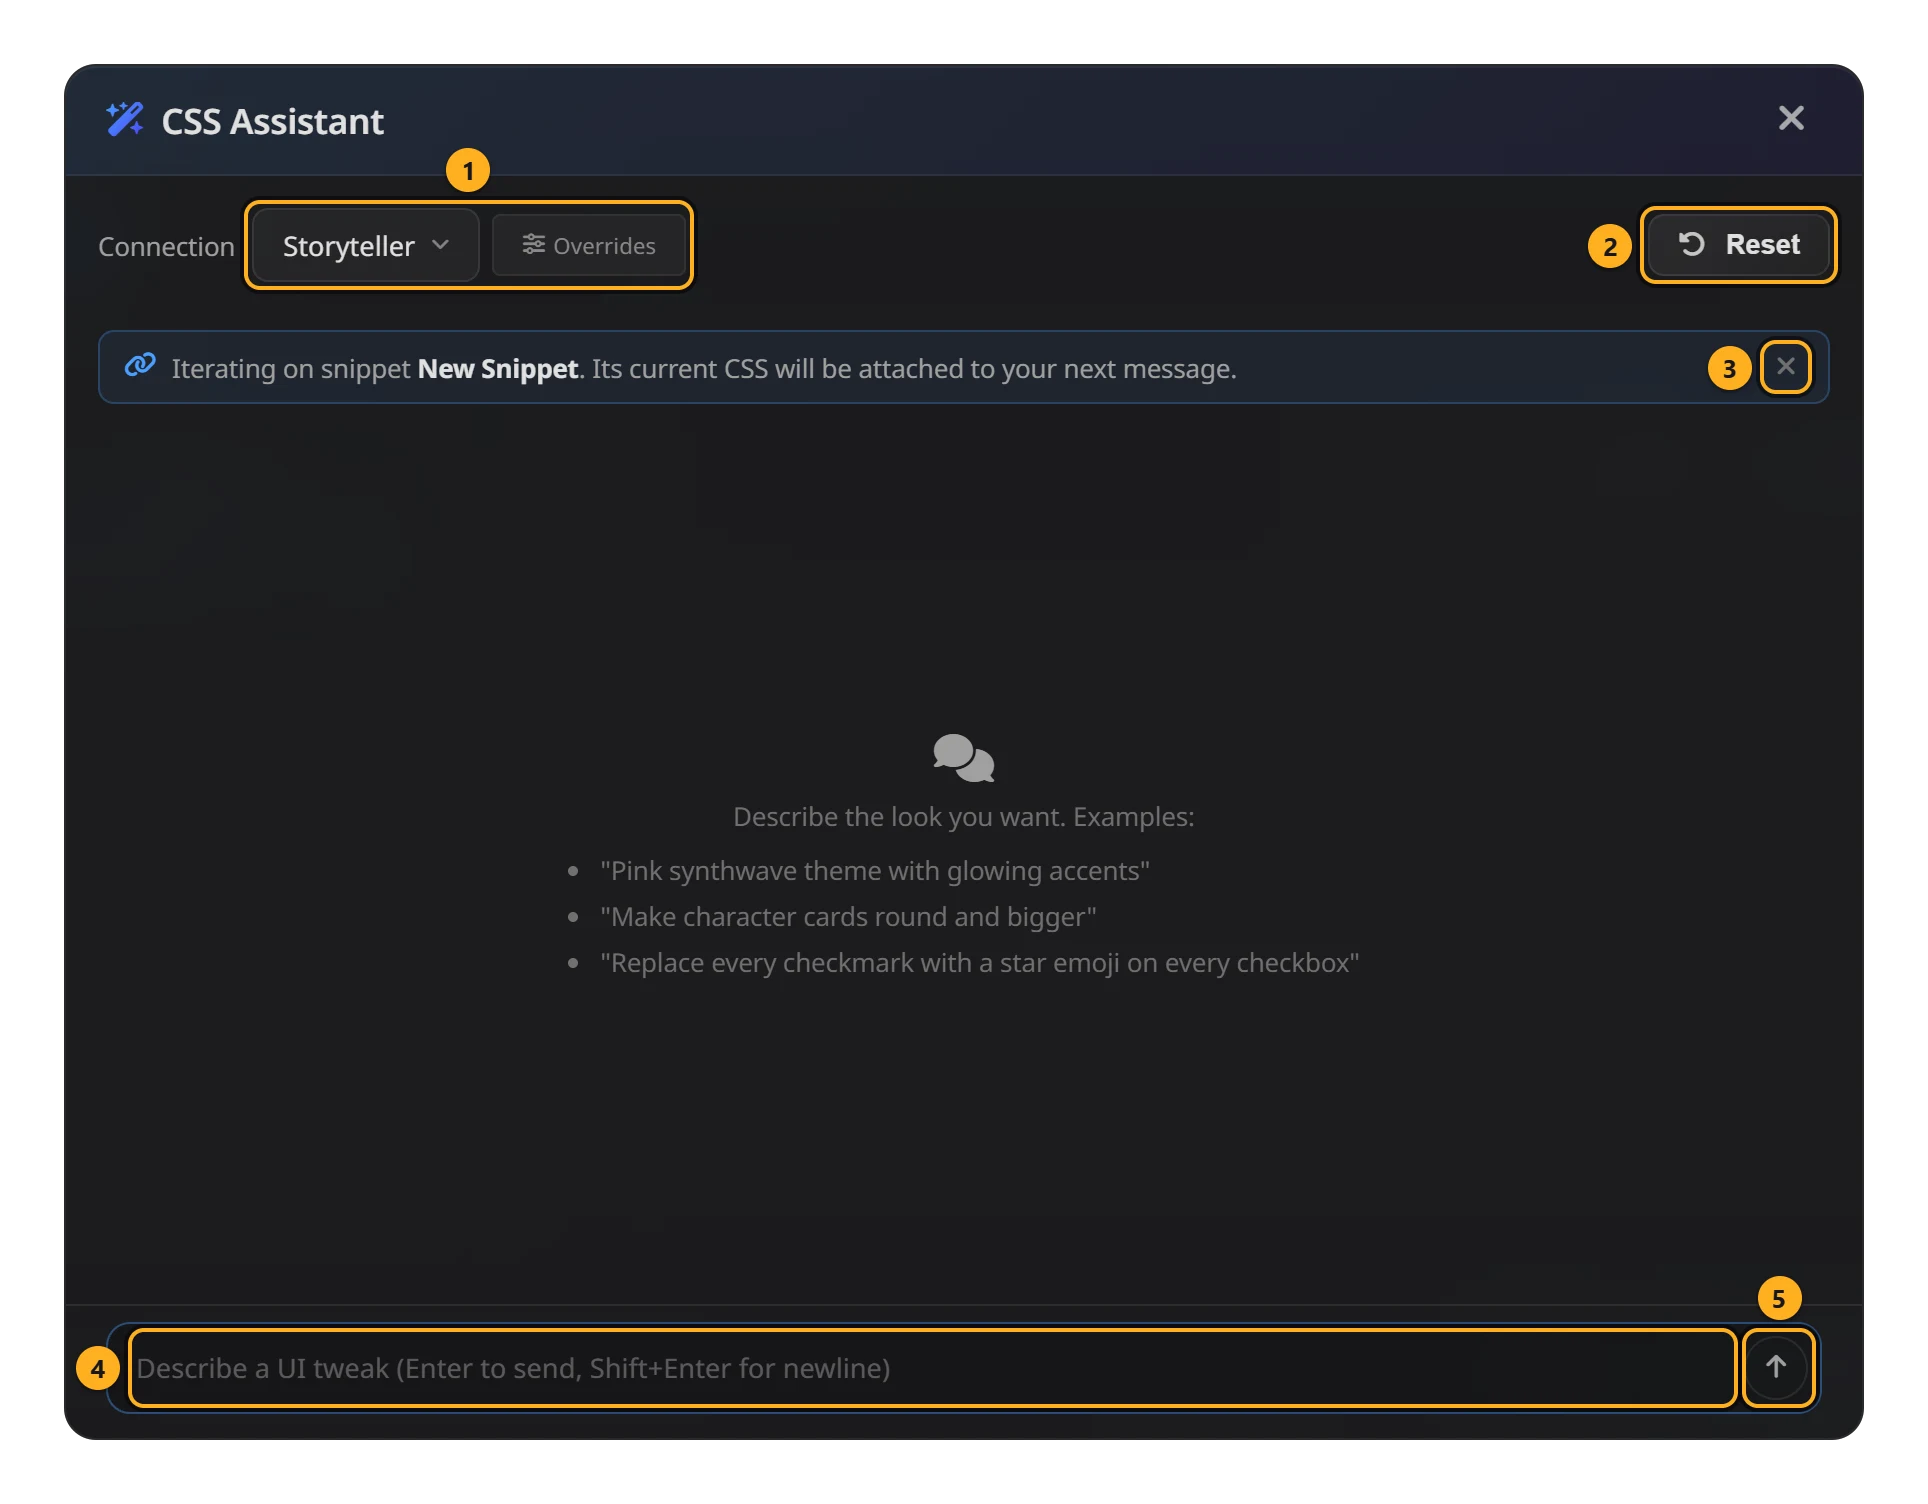 CSS Assistant
1
Connection Storyteller Overrides 2 Reset
Iterating on snippet New Snippet. Its current CSS will be attached to your next message. 3
Describe the look you want. Examples:
• "Pink synthwave theme with glowing accents"
• "Make character cards round and bigger"
• "Replace every checkmark with a star emoji on every checkbox"
5
4 Describe a UI tweak (Enter to send, Shift+Enter for newline)